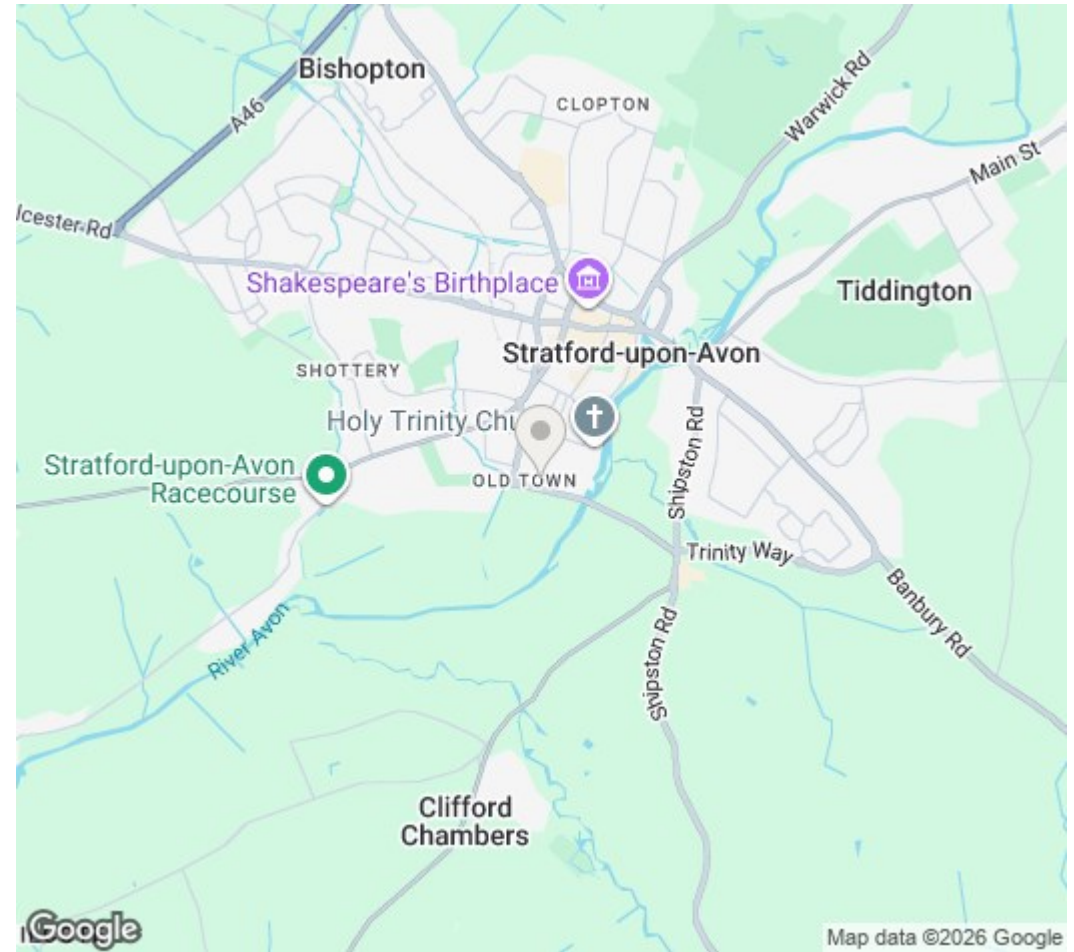 Bishopton
CLOPTON
A46
Warwick Rd
Main St
lcester Rd
Shakespeare's Birthplace
Tiddington
Stratford-upon-Avon
SHOTTERY
Holy Trinity Chu
Stratford-upon-Avon
Racecourse
OLD TOWN
Shipston Rd
Trinity Way
Banbury Rd
River Avon
Shipston Rd
Clifford
Chambers
Google
Map data ©2026 Google